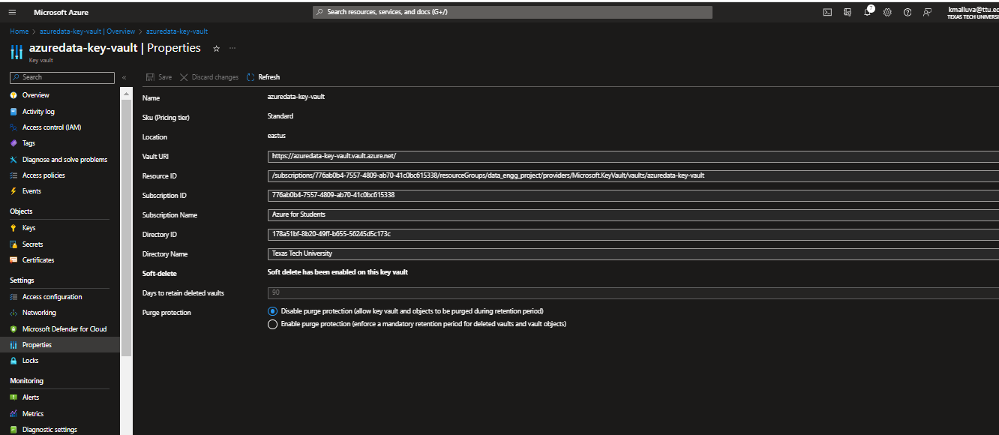 Microsoft Azure
Search resources, services, and docs (G+/)
7
kmalluva@ttu.ed
TEXAS TECH UNIVERSI
Home > azuredata-key-vault | Overview > azuredata-key-vault
azuredata-key-vault | Properties
Key vault
Search
«
Save
Discard changes
Refresh
Overview
Activity log
Access control (IAM)
Tags
Diagnose and solve problems
Access policies
Events
Objects
Keys
Secrets
Certificates
Settings
Access configuration
Networking
Microsoft Defender for Cloud
Properties
Locks
Monitoring
Alerts
Metrics
Diagnostic settings
Name azuredata-key-vault
Sku (Pricing tier) Standard
Location eastus
Vault URI https://azuredata-key-vault.vault.azure.net/
Resource ID /subscriptions/776ab0b4-7557-4809-ab70-41c0bc615338/resourceGroups/data_engg_project/providers/Microsoft.KeyVault/vaults/azuredata-key-vault
Subscription ID 776ab0b4-7557-4809-ab70-41c0bc615338
Subscription Name Azure for Students
Directory ID 178a51bf-8b20-49ff-b655-56245d5c173c
Directory Name Texas Tech University
Soft-delete Soft delete has been enabled on this key vault
Days to retain deleted vaults 90
Purge protection Disable purge protection (allow key vault and objects to be purged during retention period)
Enable purge protection (enforce a mandatory retention period for deleted vaults and vault objects)